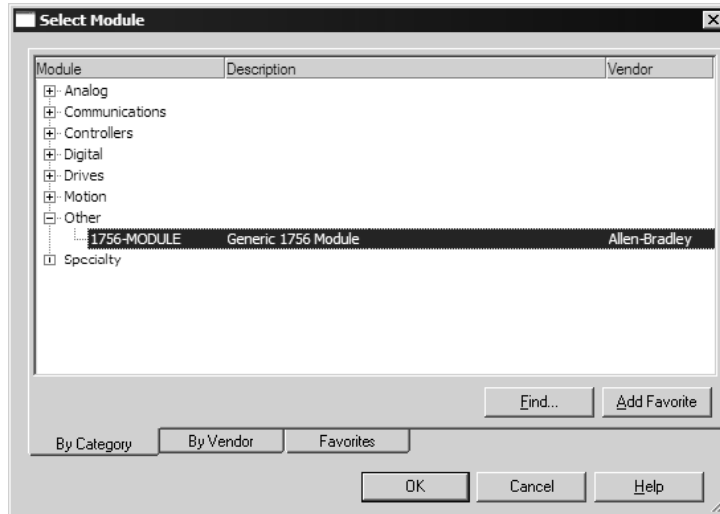 Select Module
Module Description Vendor
Analog
Communications
Controllers
Digital
Drives
Motion
Other
1756-MODULE Generic 1756 Module Allen-Bradley
Specialty
Find... Add Favorite
By Category By Vendor Favorites
OK Cancel Help